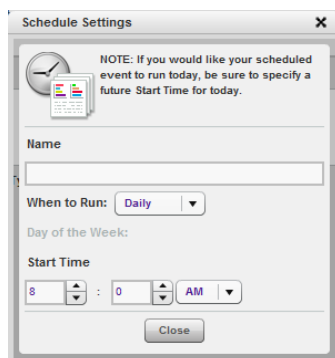 Schedule Settings
NOTE: If you would like your scheduled
event to run today, be sure to specify a
future Start Time for today.
Name
When to Run: Daily
Day of the Week:
Start Time
8 : 0 AM
Close